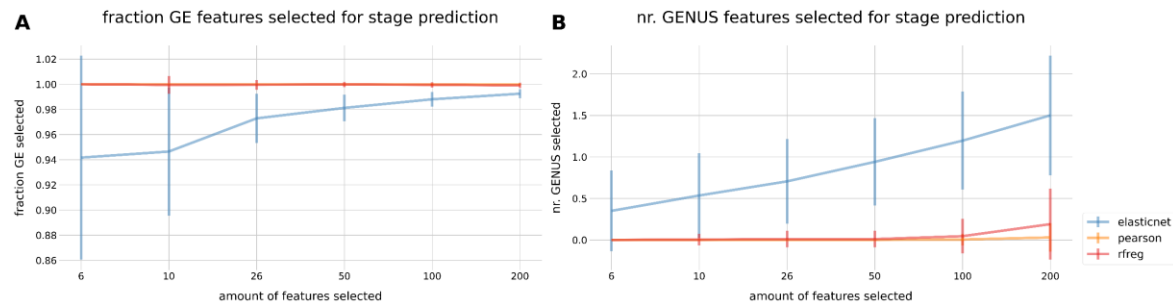 A
fraction GE features selected for stage prediction
1.02
1.00
0.98
0.96
0.94
0.92
0.90
0.88
0.86
fraction GE selected
6
10
26
50
100
200
amount of features selected
B
nr. GENUS features selected for stage prediction
2.0
1.5
1.0
0.5
0.0
nr. GENUS selected
6
10
26
50
100
200
amount of features selected
elasticnet
pearson
rfreg